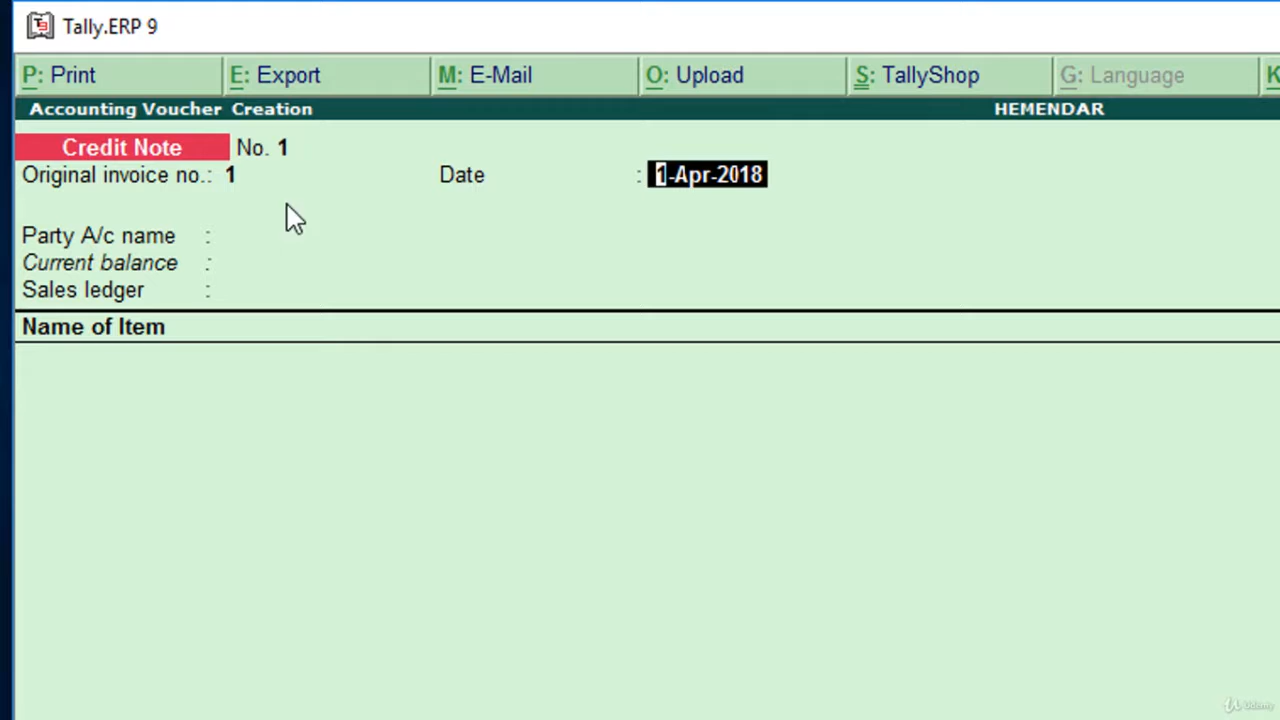 Tally.ERP 9
P: Print E: Export M: E-Mail O: Upload S: TallyShop G: Language K
Accounting Voucher Creation HEMENDAR
Credit Note No. 1
Original invoice no.: 1 Date : 1-Apr-2018
Party A/c name :
Current balance :
Sales ledger :
Name of Item
Udemy